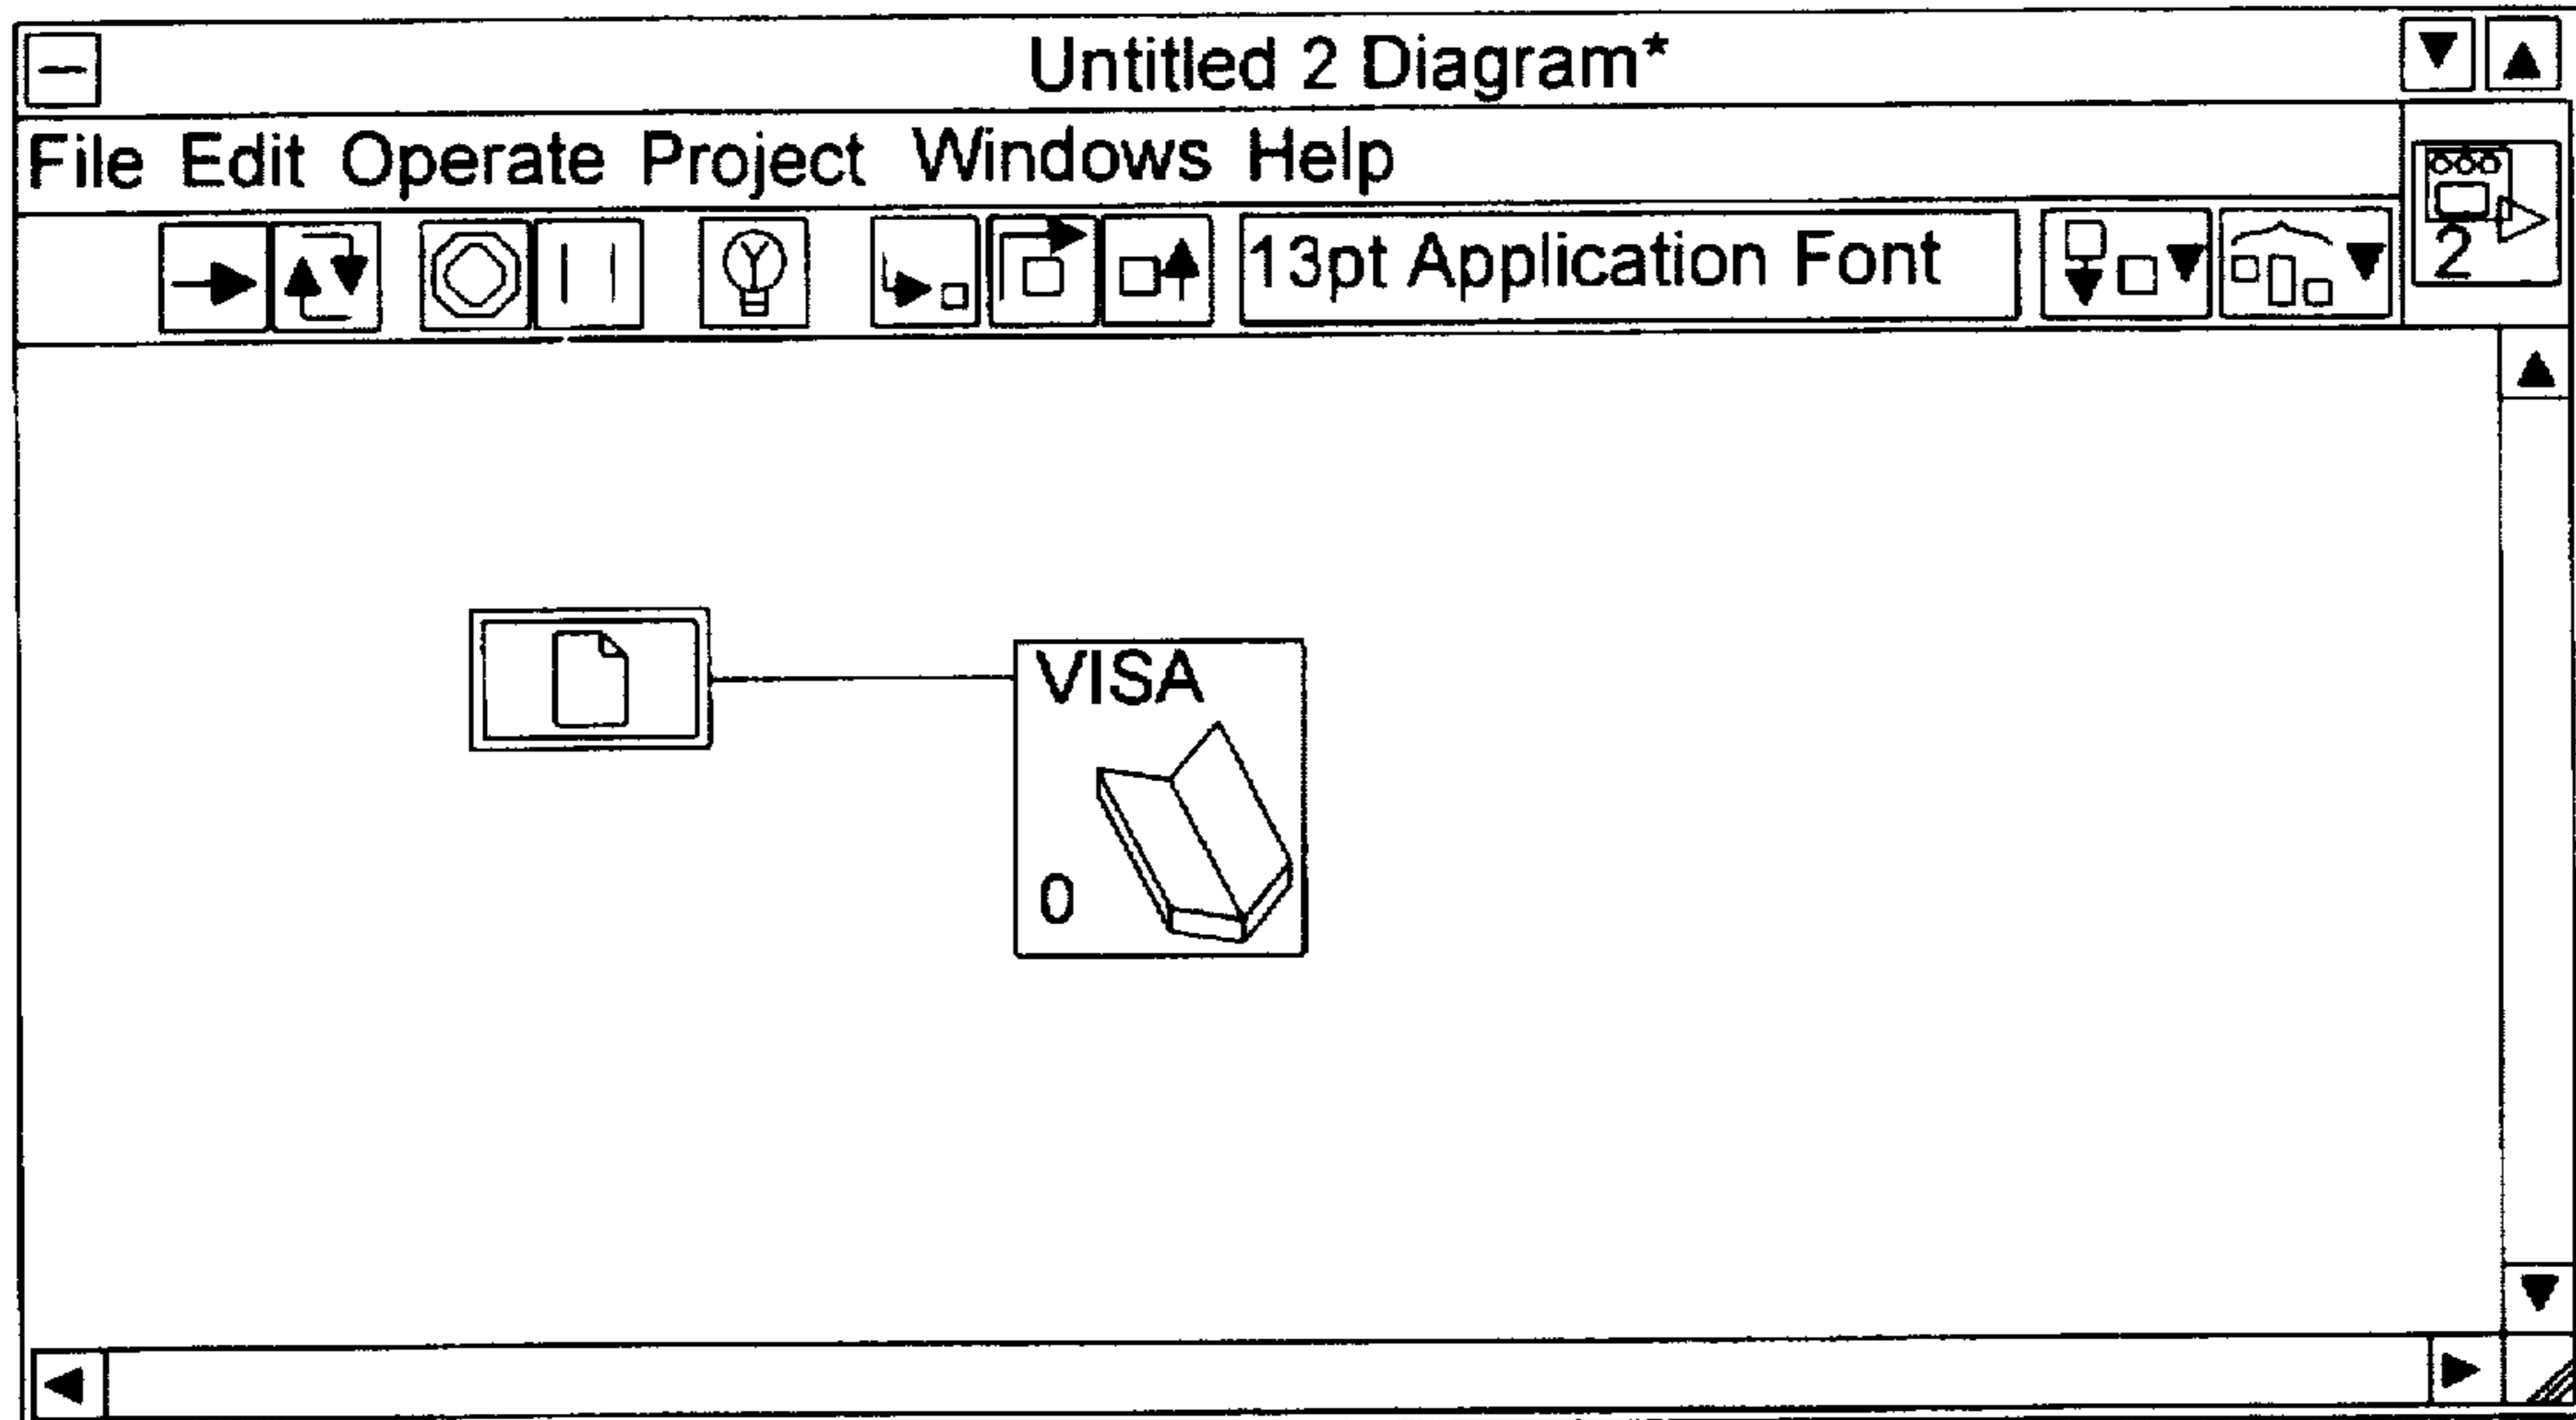 Untitled 2 Diagram*
File Edit Operate Project Windows Help
2
13pt Application Font
VISA
0